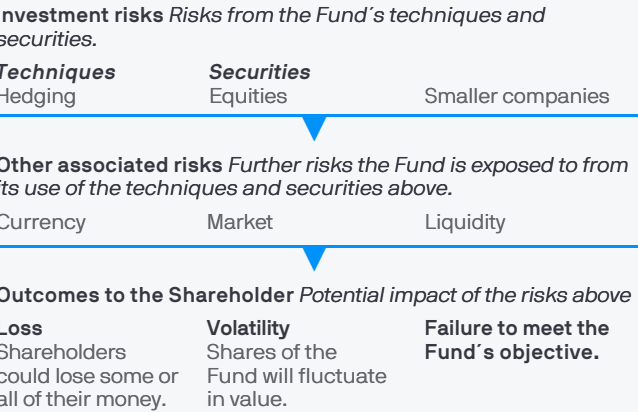 Investment risks Risks from the Fund´s techniques and
securities.
Techniques Securities
Hedging Equities Smaller companies
Other associated risks Further risks the Fund is exposed to from
its use of the techniques and securities above.
Currency Market Liquidity
Outcomes to the Shareholder Potential impact of the risks above
Loss Volatility Failure to meet the
Shareholders Shares of the Fund´s objective.
could lose some or Fund will fluctuate
all of their money. in value.